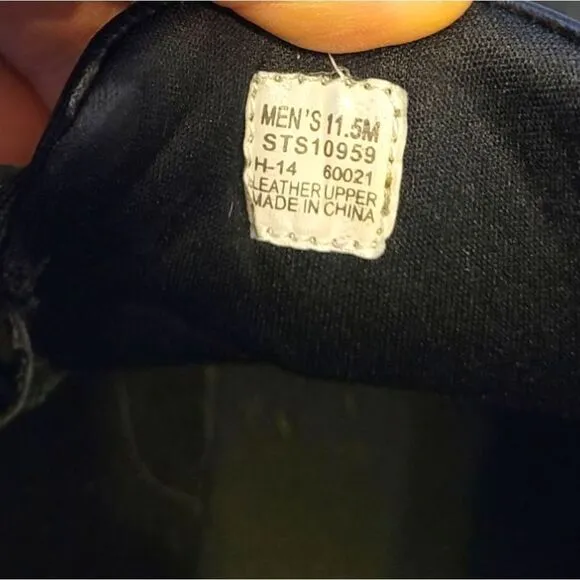 MEN'S 11.5M
STS10959
H-14 60021
LEATHER UPPER
MADE IN CHINA